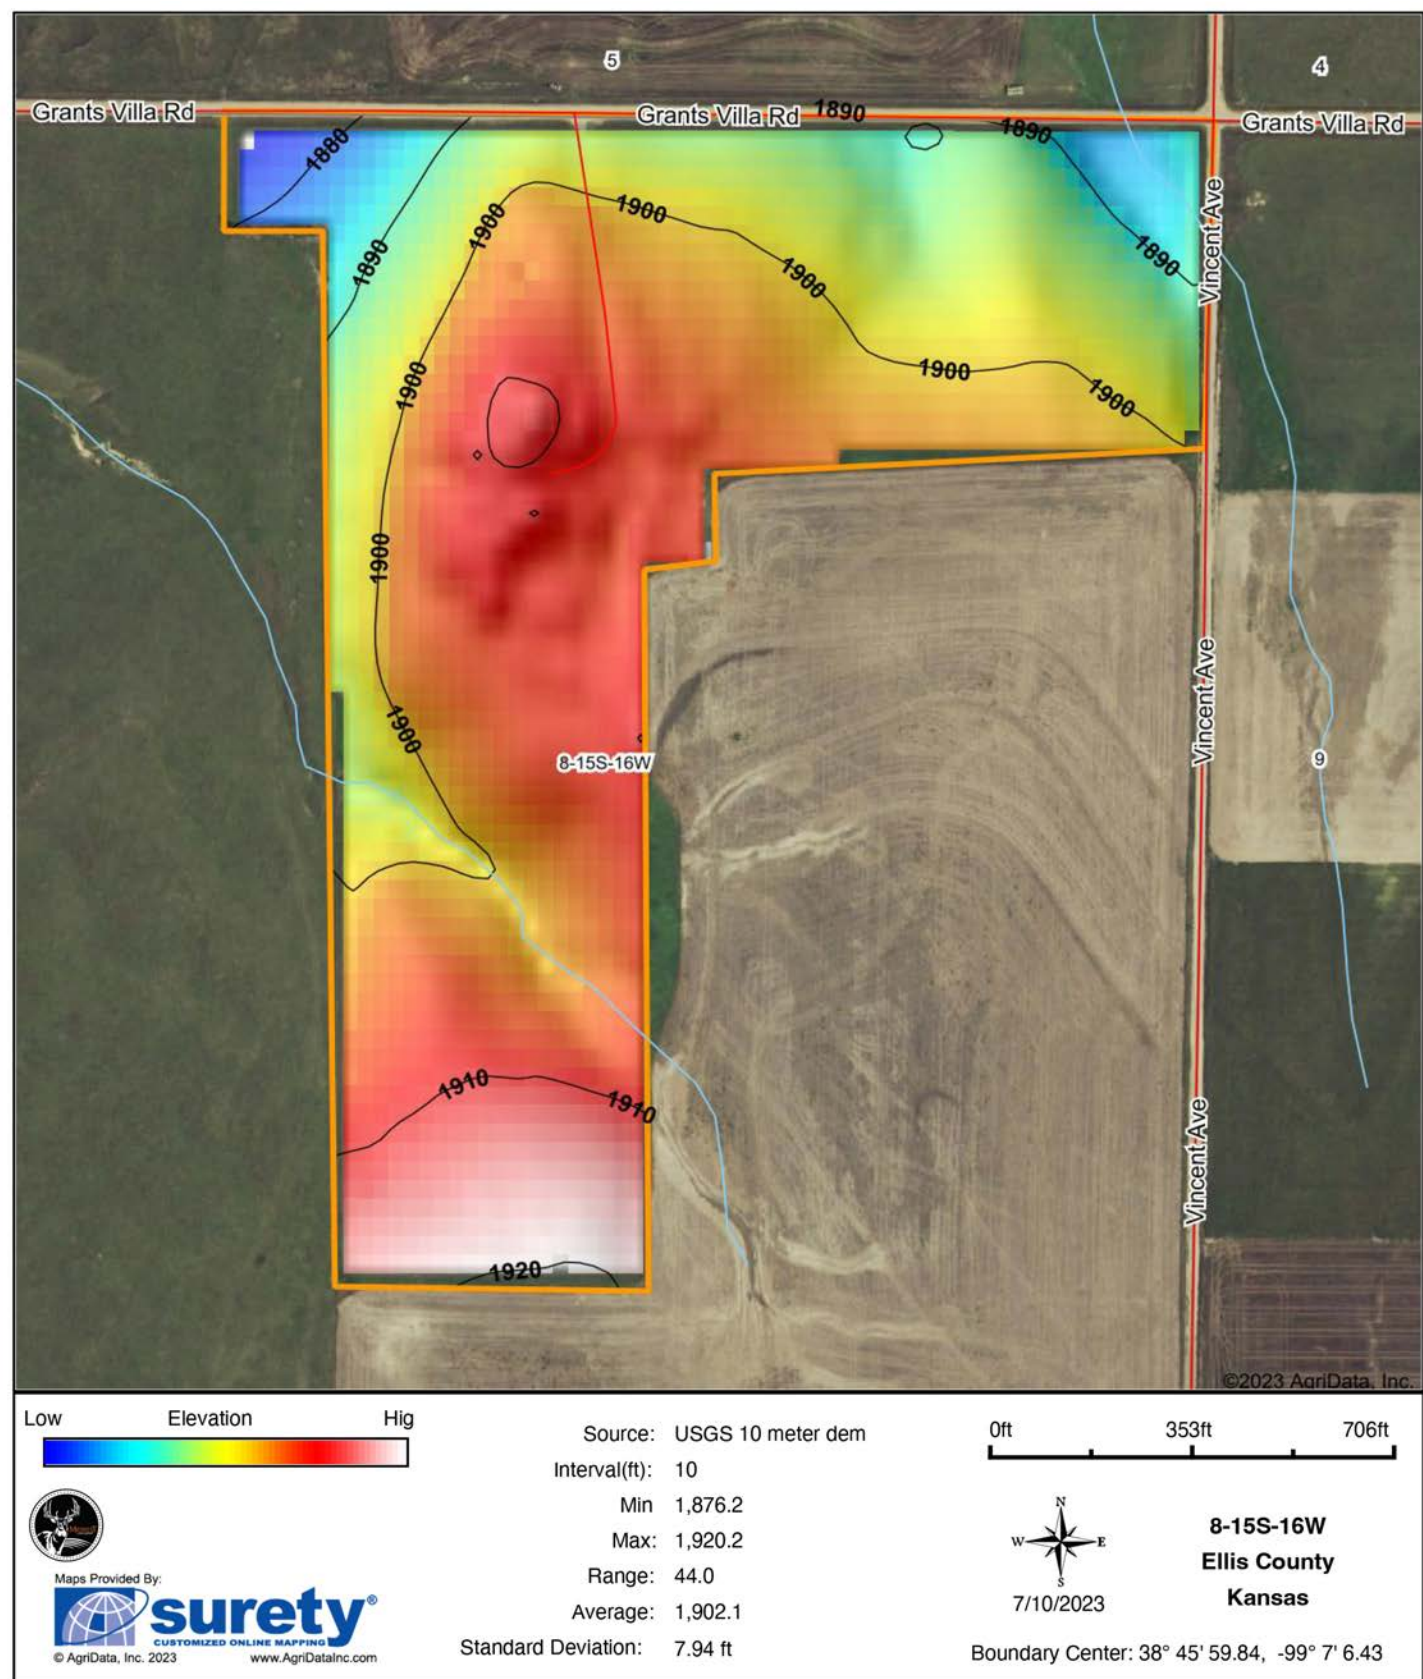 5
4
Grants Villa Rd
Grants Villa Rd
1890
1890
Grants Villa Rd
1880
1890
1900
1900
1900
1890
Vincent Ave
1900
1900
1900
1900
1900
8-15S-16W
Vincent Ave
9
1910
1910
Vincent Ave
1920
©2023 AgriData, Inc.
Low Elevation Hig
Source: USGS 10 meter dem
Interval(ft): 10
Min 1,876.2
Max: 1,920.2
Range: 44.0
Average: 1,902.1
Standard Deviation: 7.94 ft
0ft 353ft 706ft
N
W E
S
7/10/2023
8-15S-16W
Ellis County
Kansas
Boundary Center: 38° 45' 59.84, -99° 7' 6.43
Maps Provided By:
surety®
CUSTOMIZED ONLINE MAPPING
© AgriData, Inc. 2023 www.AgriDataInc.com